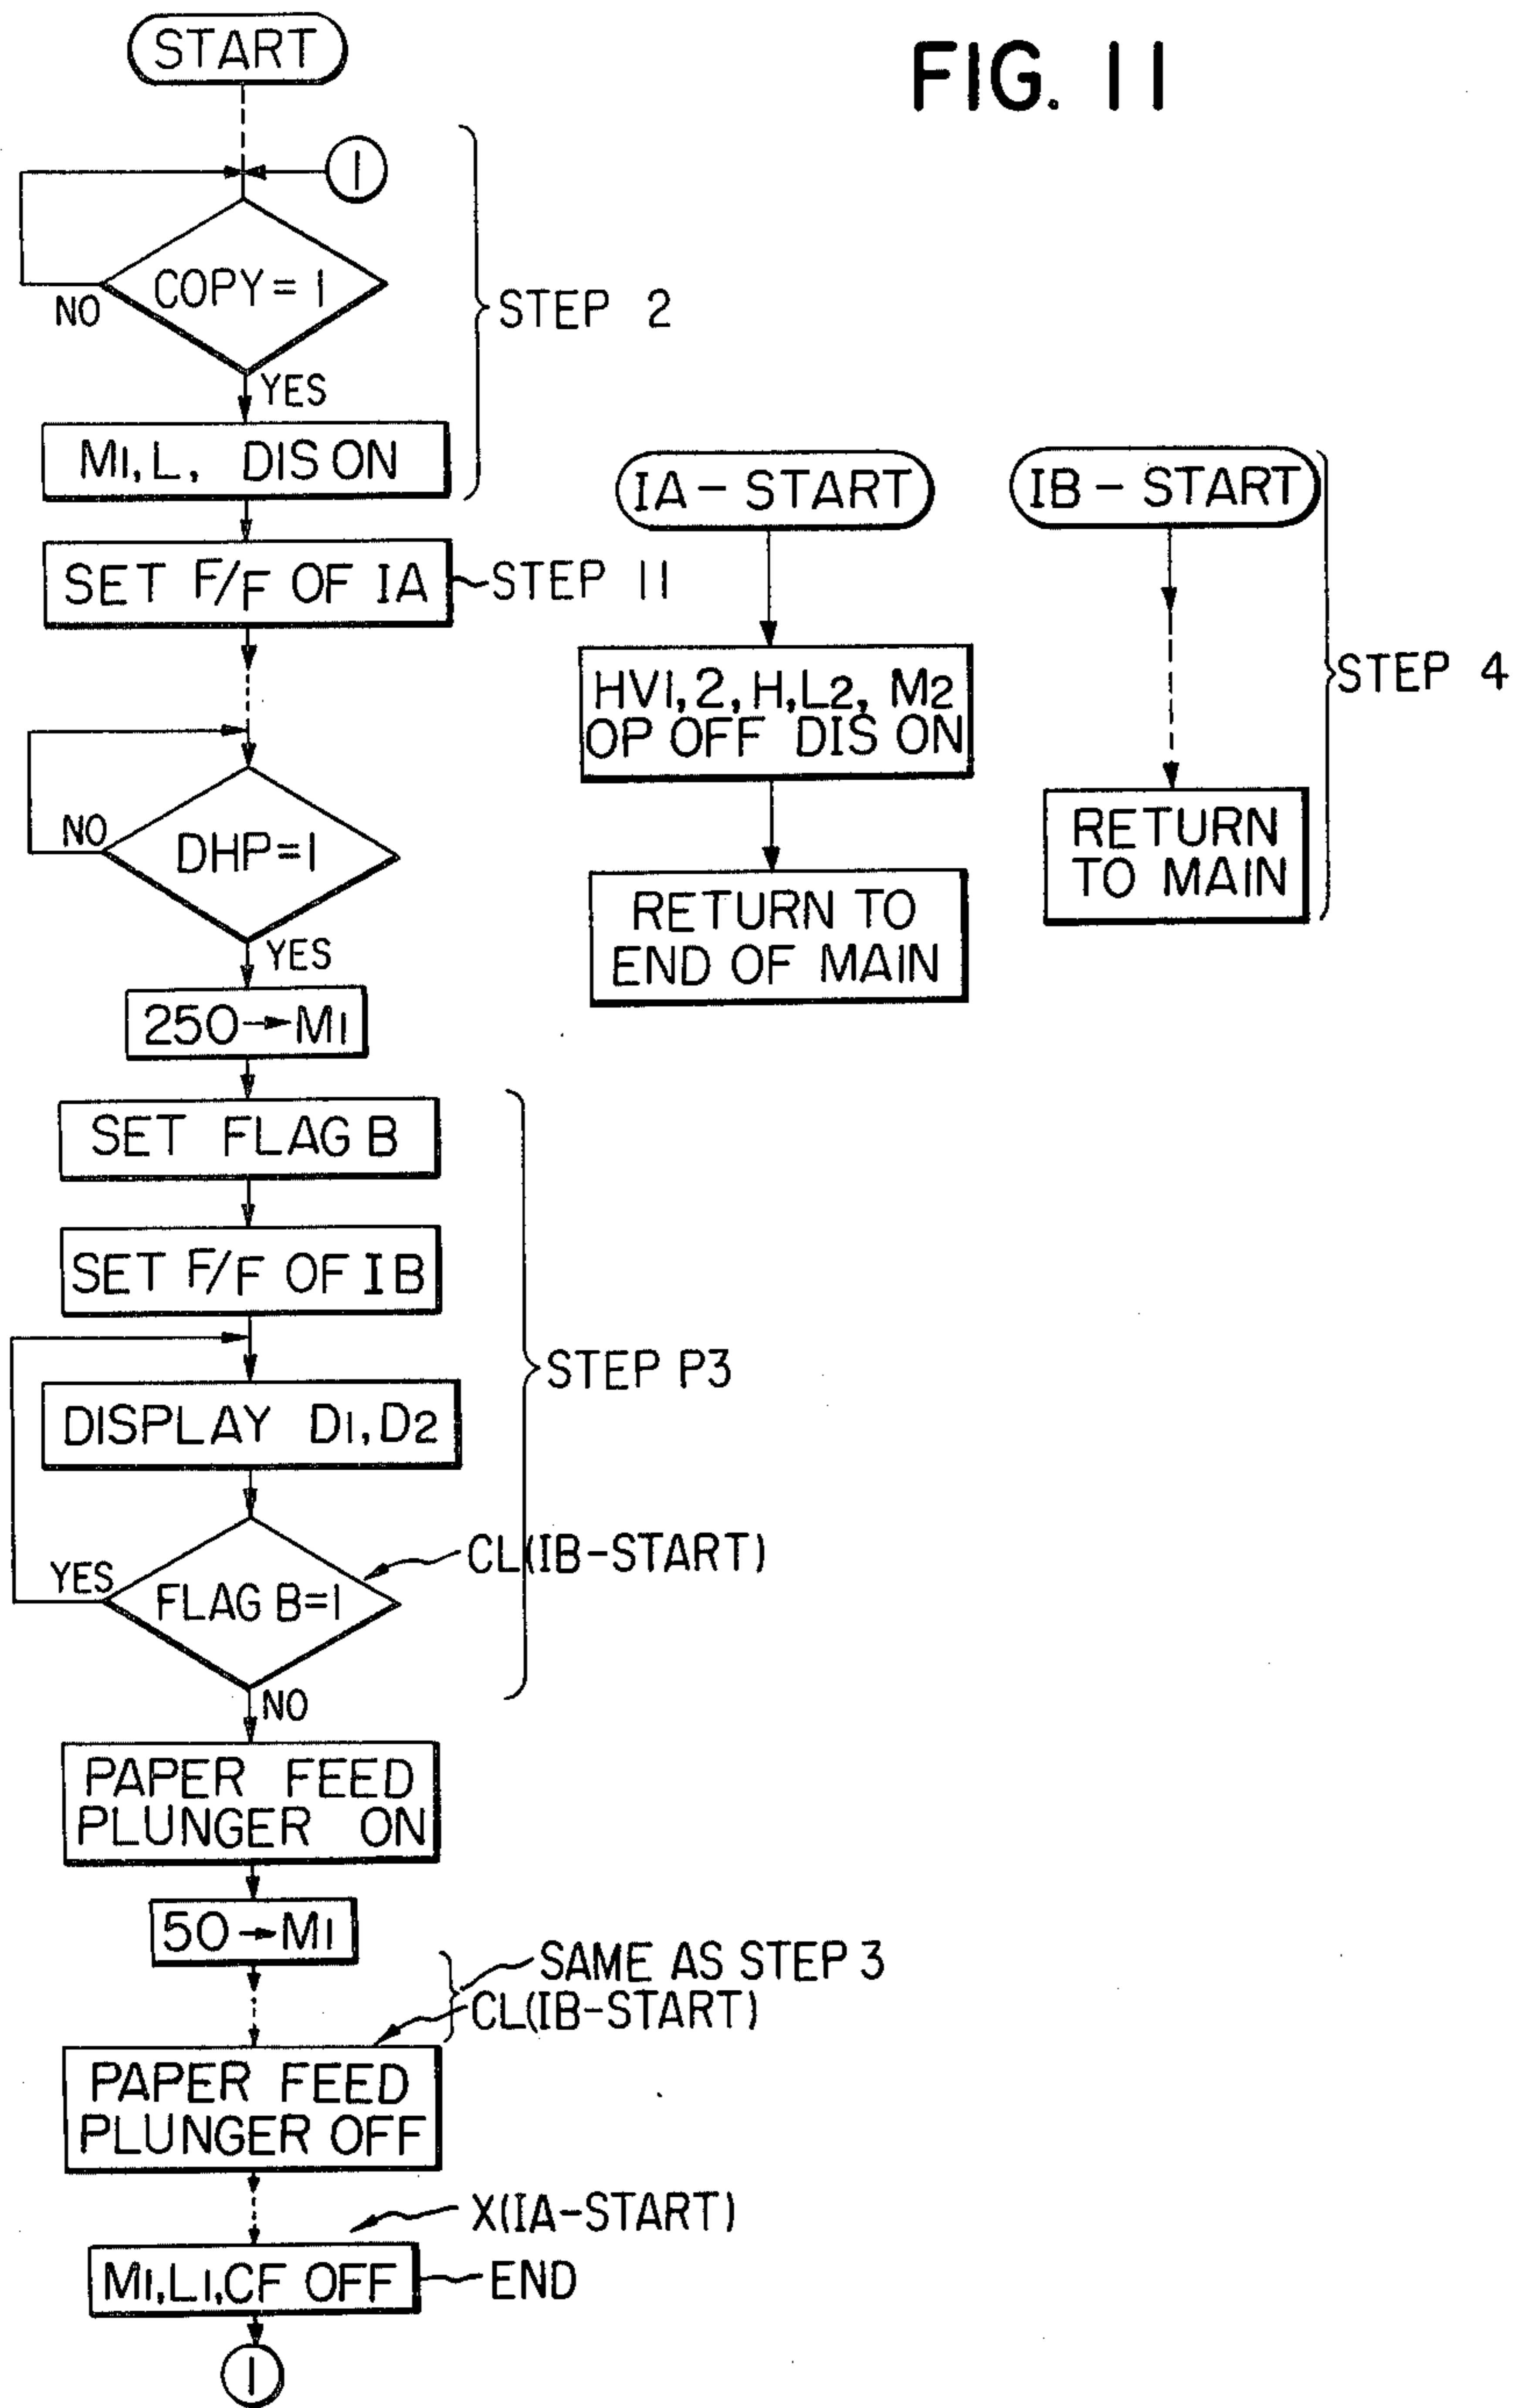 FIG. 11
START
1
COPY = 1
NO
YES
STEP 2
M1, L, DIS ON
SET F/F OF IA
STEP 11
DHP=1
NO
YES
250→M1
SET FLAG B
SET F/F OF IB
DISPLAY D1, D2
FLAG B=1
YES
NO
CL(IB-START)
STEP P3
PAPER FEED
PLUNGER ON
50→M1
SAME AS STEP 3
CL(IB-START)
PAPER FEED
PLUNGER OFF
X(IA-START)
M1, L1, CF OFF
END
1
IA - START
HV1, 2, H, L2, M2
OP OFF DIS ON
RETURN TO
END OF MAIN
IB - START
RETURN
TO MAIN
STEP 4